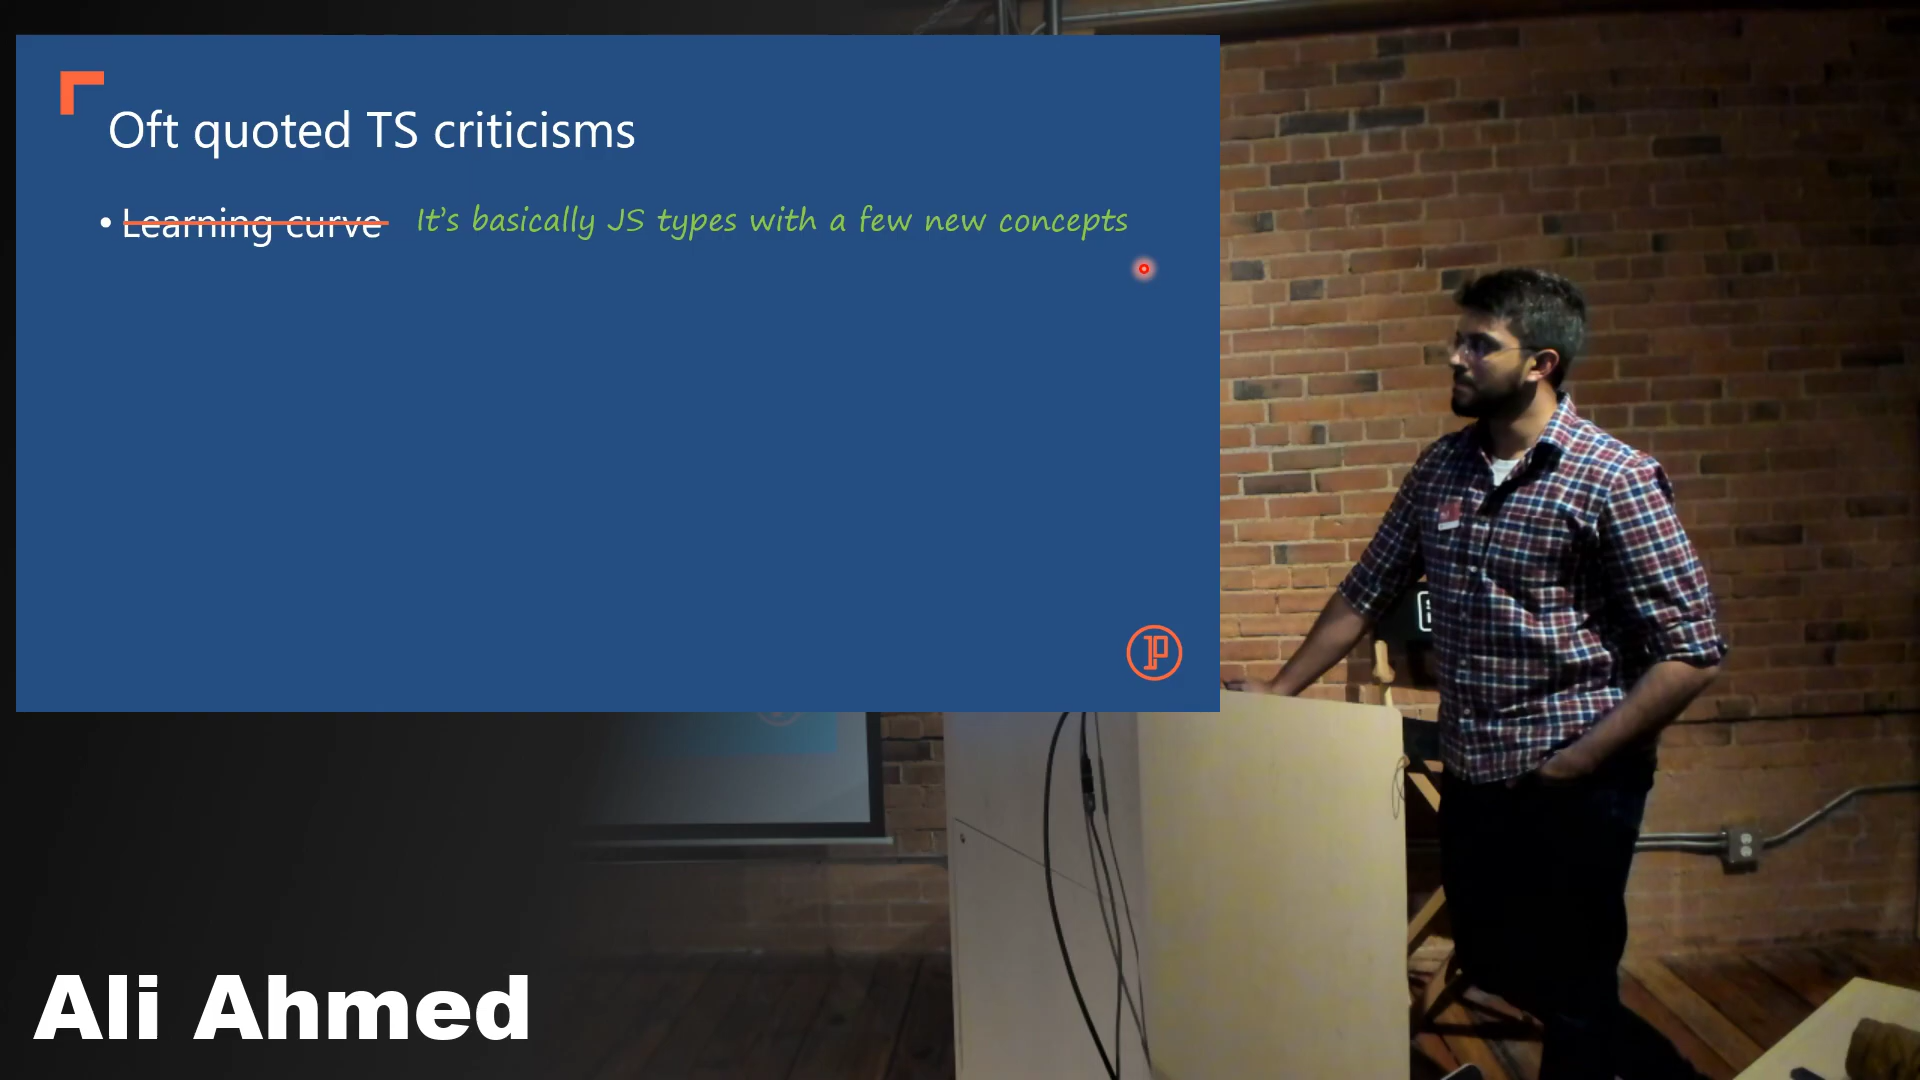 Oft quoted TS criticisms
• Learning curve It's basically JS types with a few new concepts
P
Ali Ahmed